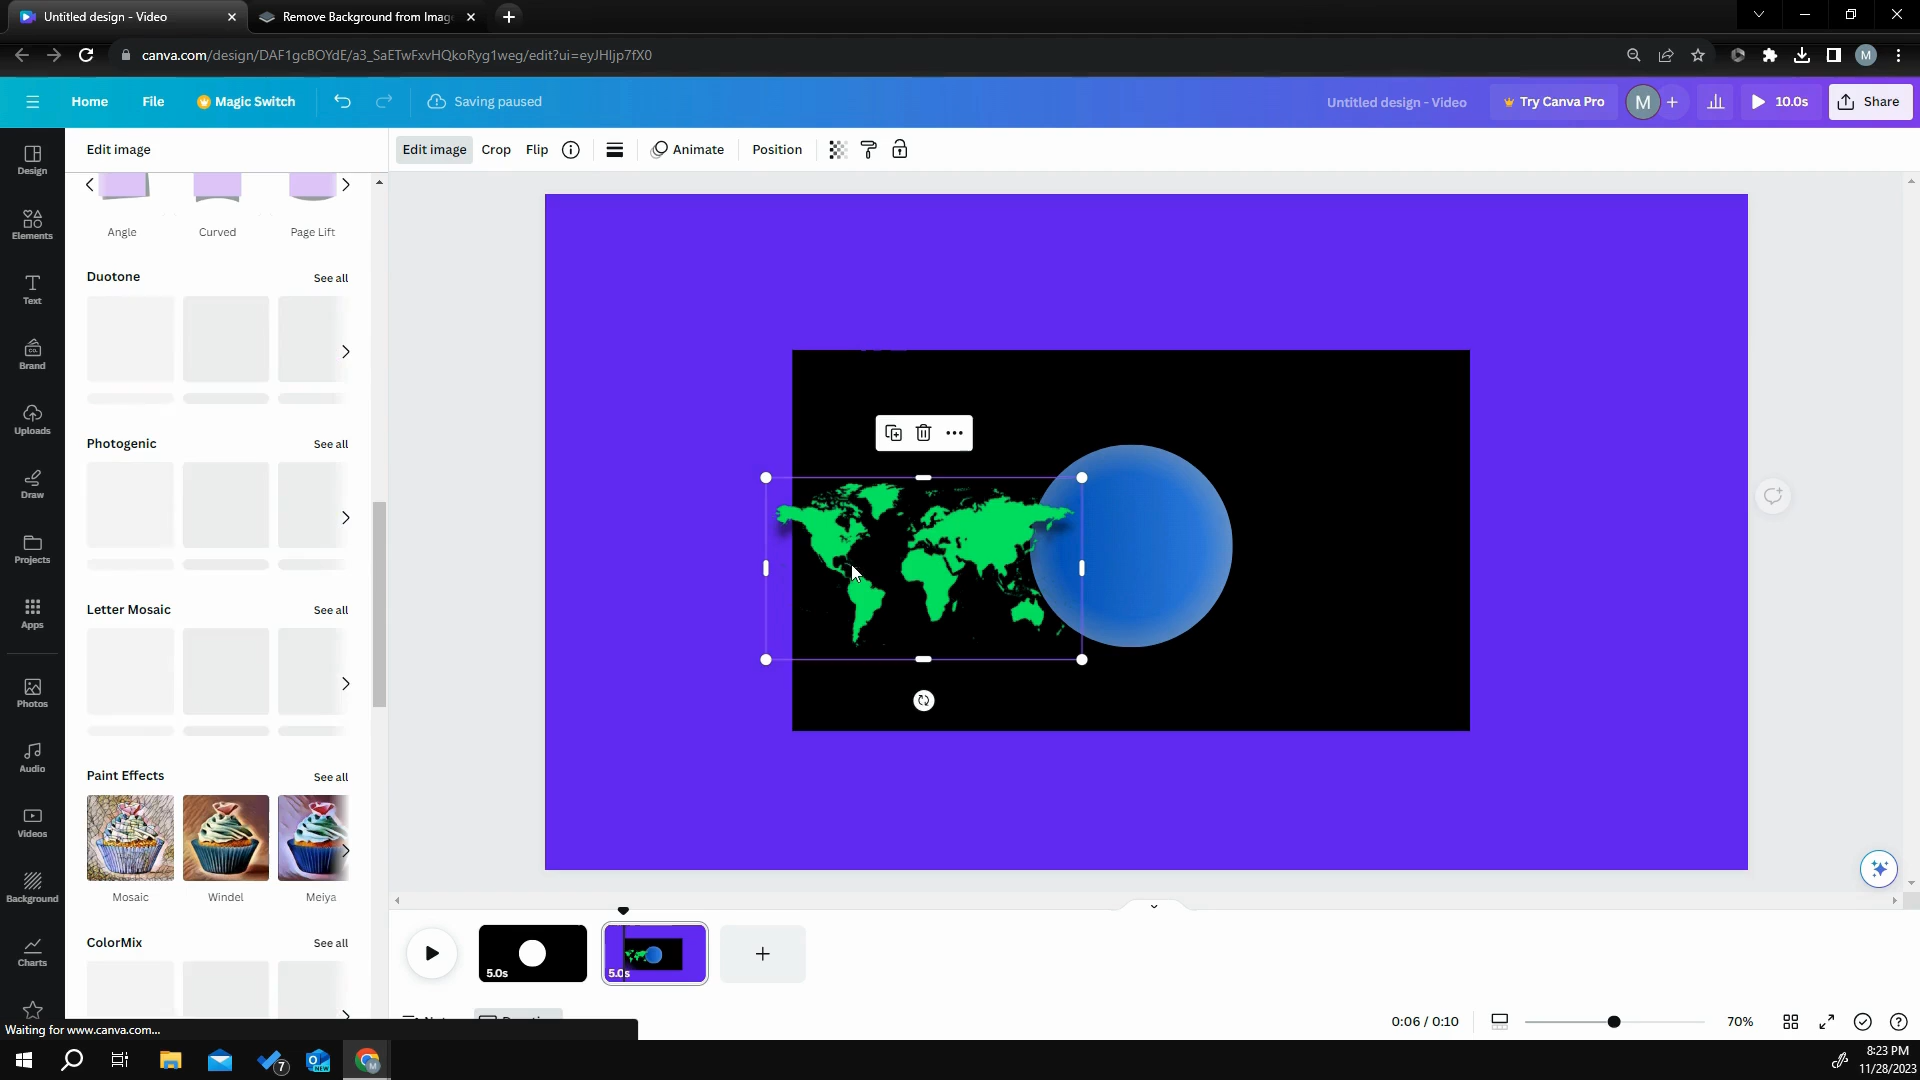 Untitled design - Video
Remove Background from Imag
canva.com/design/DAF1gcBOYdE/a3_SaETwFxvHQkoRyg1weg/edit?ui=eyJHIjp7fX0
M
Home
File
Magic Switch
Saving paused
Untitled design - Video
Try Canva Pro
M
10.0s
Share
Edit image
Edit image
Crop
Flip
Animate
Position
Design
Elements
Text
Brand
Uploads
Draw
Projects
Apps
Photos
Audio
Videos
Background
Charts
Angle
Curved
Page Lift
Duotone
See all
Photogenic
See all
Letter Mosaic
See all
Paint Effects
See all
Mosaic
Windel
Meiya
ColorMix
See all
5.0s
5.0s
Waiting for www.canva.com...
0:06 / 0:10
70%
7
NEW
M
8:23 PM
11/28/2023